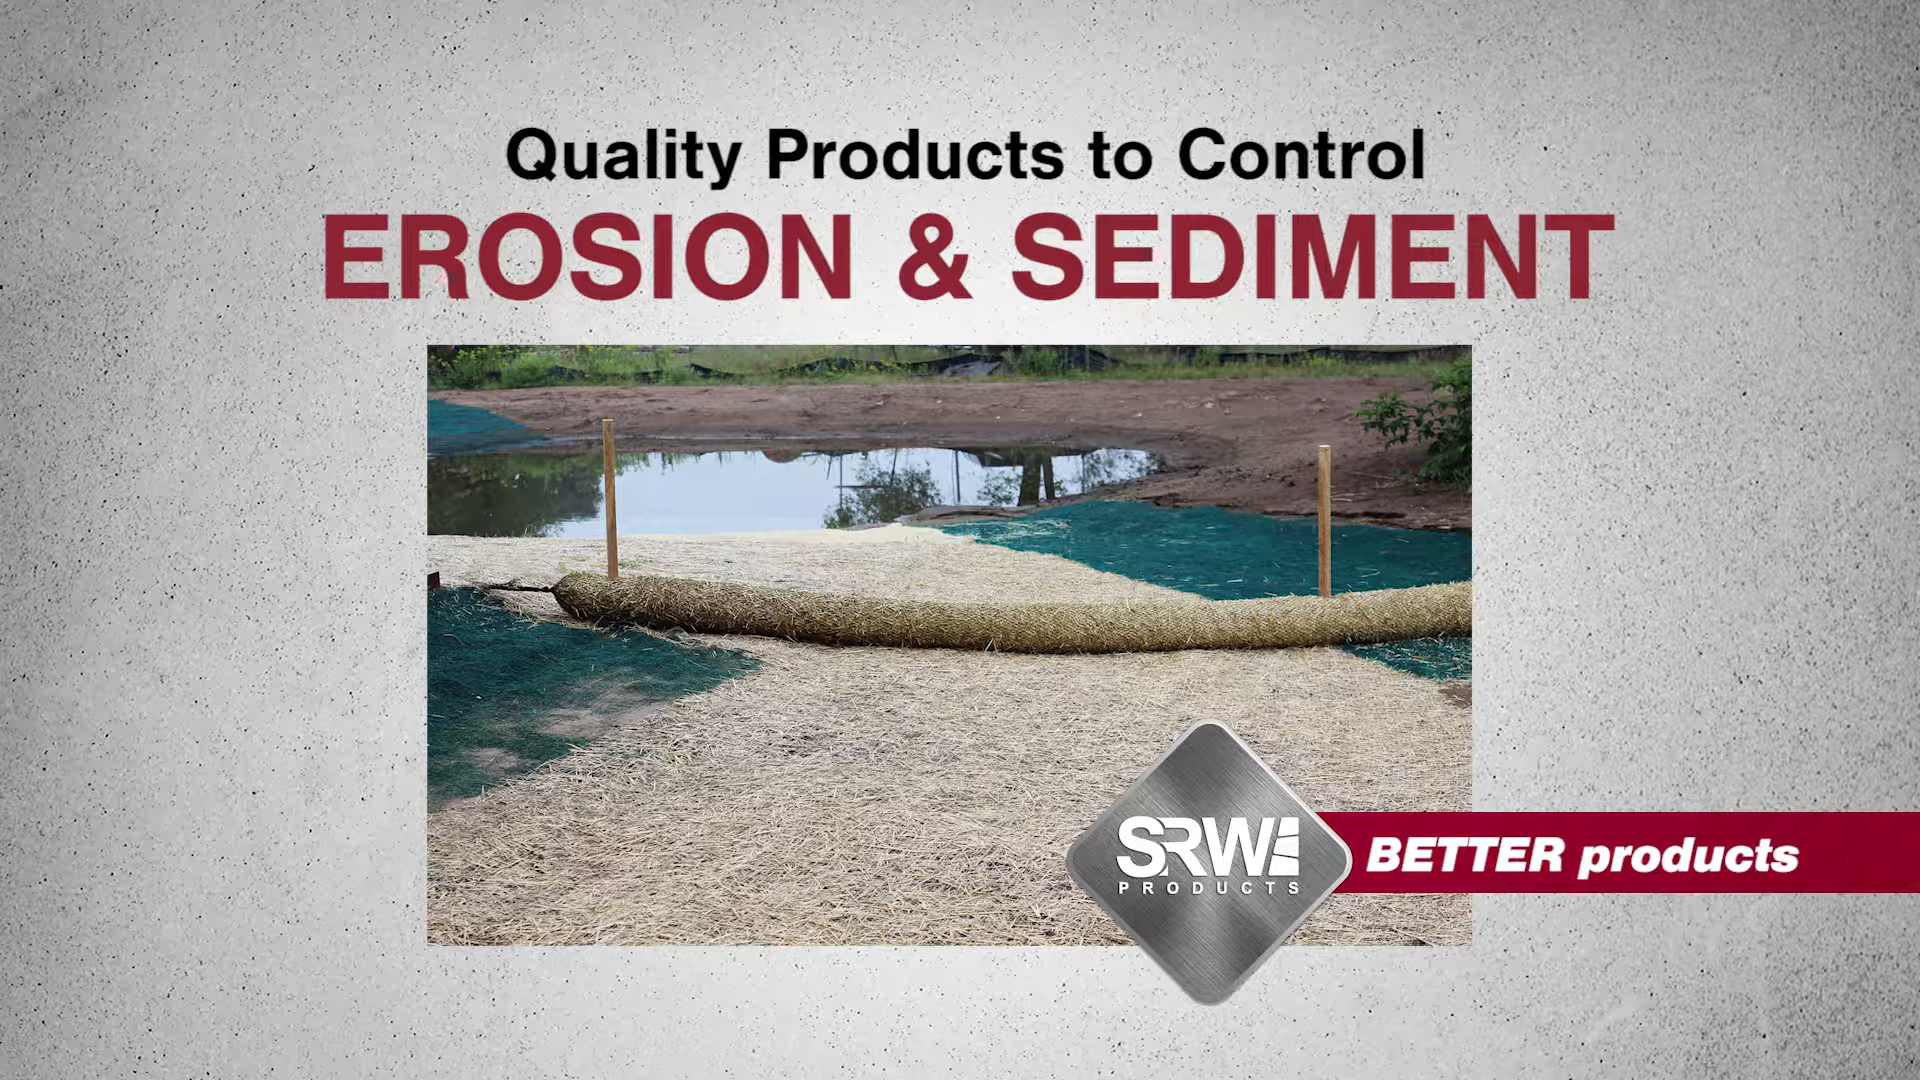 Quality Products to Control
EROSION & SEDIMENT
SRW
PRODUCTS
BETTER products